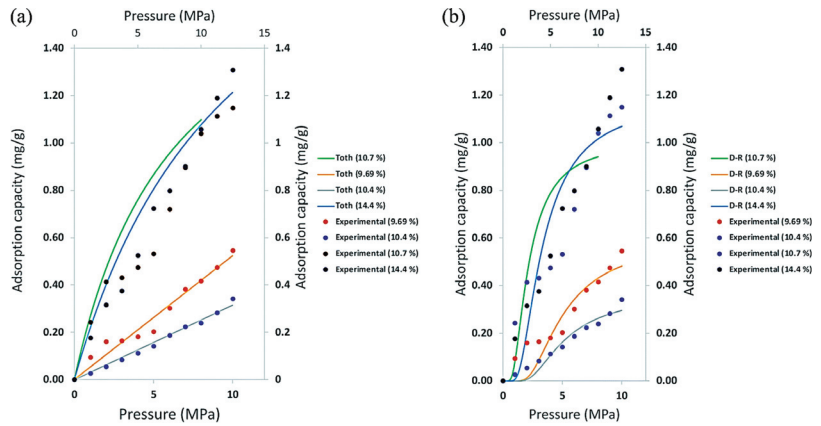 (a)
Pressure (MPa)
0 5 10 15
1.40 1.4
1.20 1.2
1.00 1
0.80 0.8
0.60 0.6
0.40 0.4
0.20 0.2
0.00 0
Adsorption capacity (mg/g)
Adsorption capacity (mg/g)
0 5 10
Pressure (MPa)
Toth (10.7 %)
Toth (9.69 %)
Toth (10.4 %)
Toth (14.4 %)
Experimental (9.69 %)
Experimental (10.4 %)
Experimental (10.7 %)
Experimental (14.4 %)
(b)
Pressure (MPa)
0 5 10 15
1.40 1.40
1.20 1.20
1.00 1.00
0.80 0.80
0.60 0.60
0.40 0.40
0.20 0.20
0.00 0.00
Adsorption capacity (mg/g)
Adsorption capacity (mg/g)
0 5 10
Pressure (MPa)
D-R (10.7 %)
D-R (9.69 %)
D-R (10.4 %)
D-R (14.4 %)
Experimental (9.69 %)
Experimental (10.4 %)
Experimental (10.7 %)
Experimental (14.4 %)